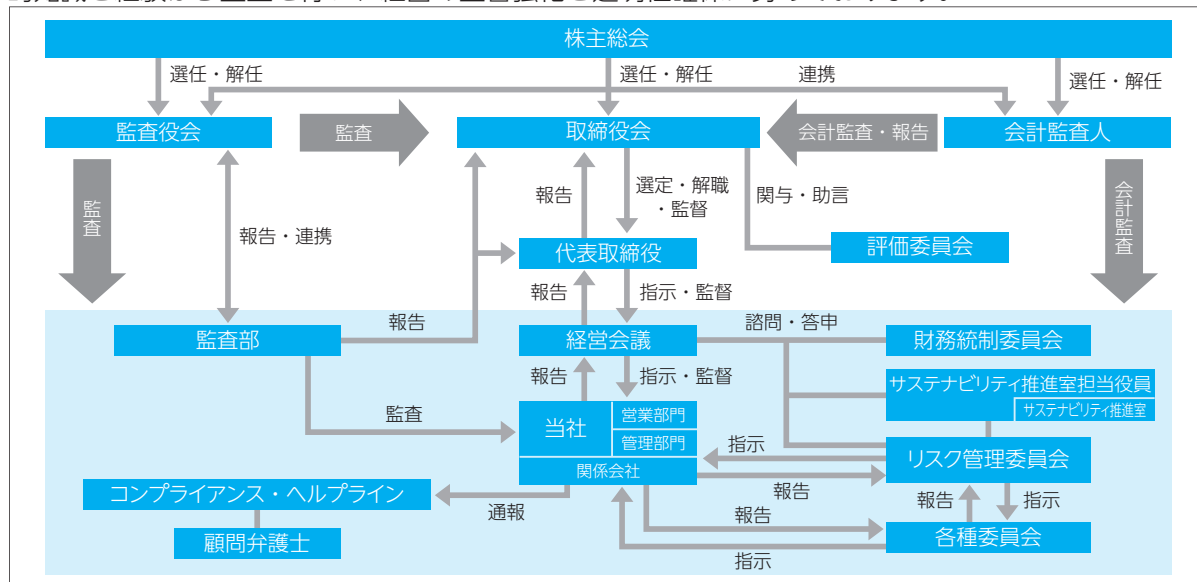 株主総会
選任・解任
選任・解任
連携
選任・解任
監査役会
監査
取締役会
会計監査・報告
会計監査人
監査
報告・連携
報告
選定・解職
・監督
関与・助言
会計監査
代表取締役
評価委員会
報告
指示・監督
監査部
報告
経営会議
諮問・答申
財務統制委員会
報告
指示・監督
サステナビリティ推進室担当役員
サステナビリティ推進室
監査
当社
営業部門
管理部門
関係会社
指示
リスク管理委員会
報告
コンプライアンス・ヘルプライン
通報
報告
報告
指示
顧問弁護士
各種委員会
指示